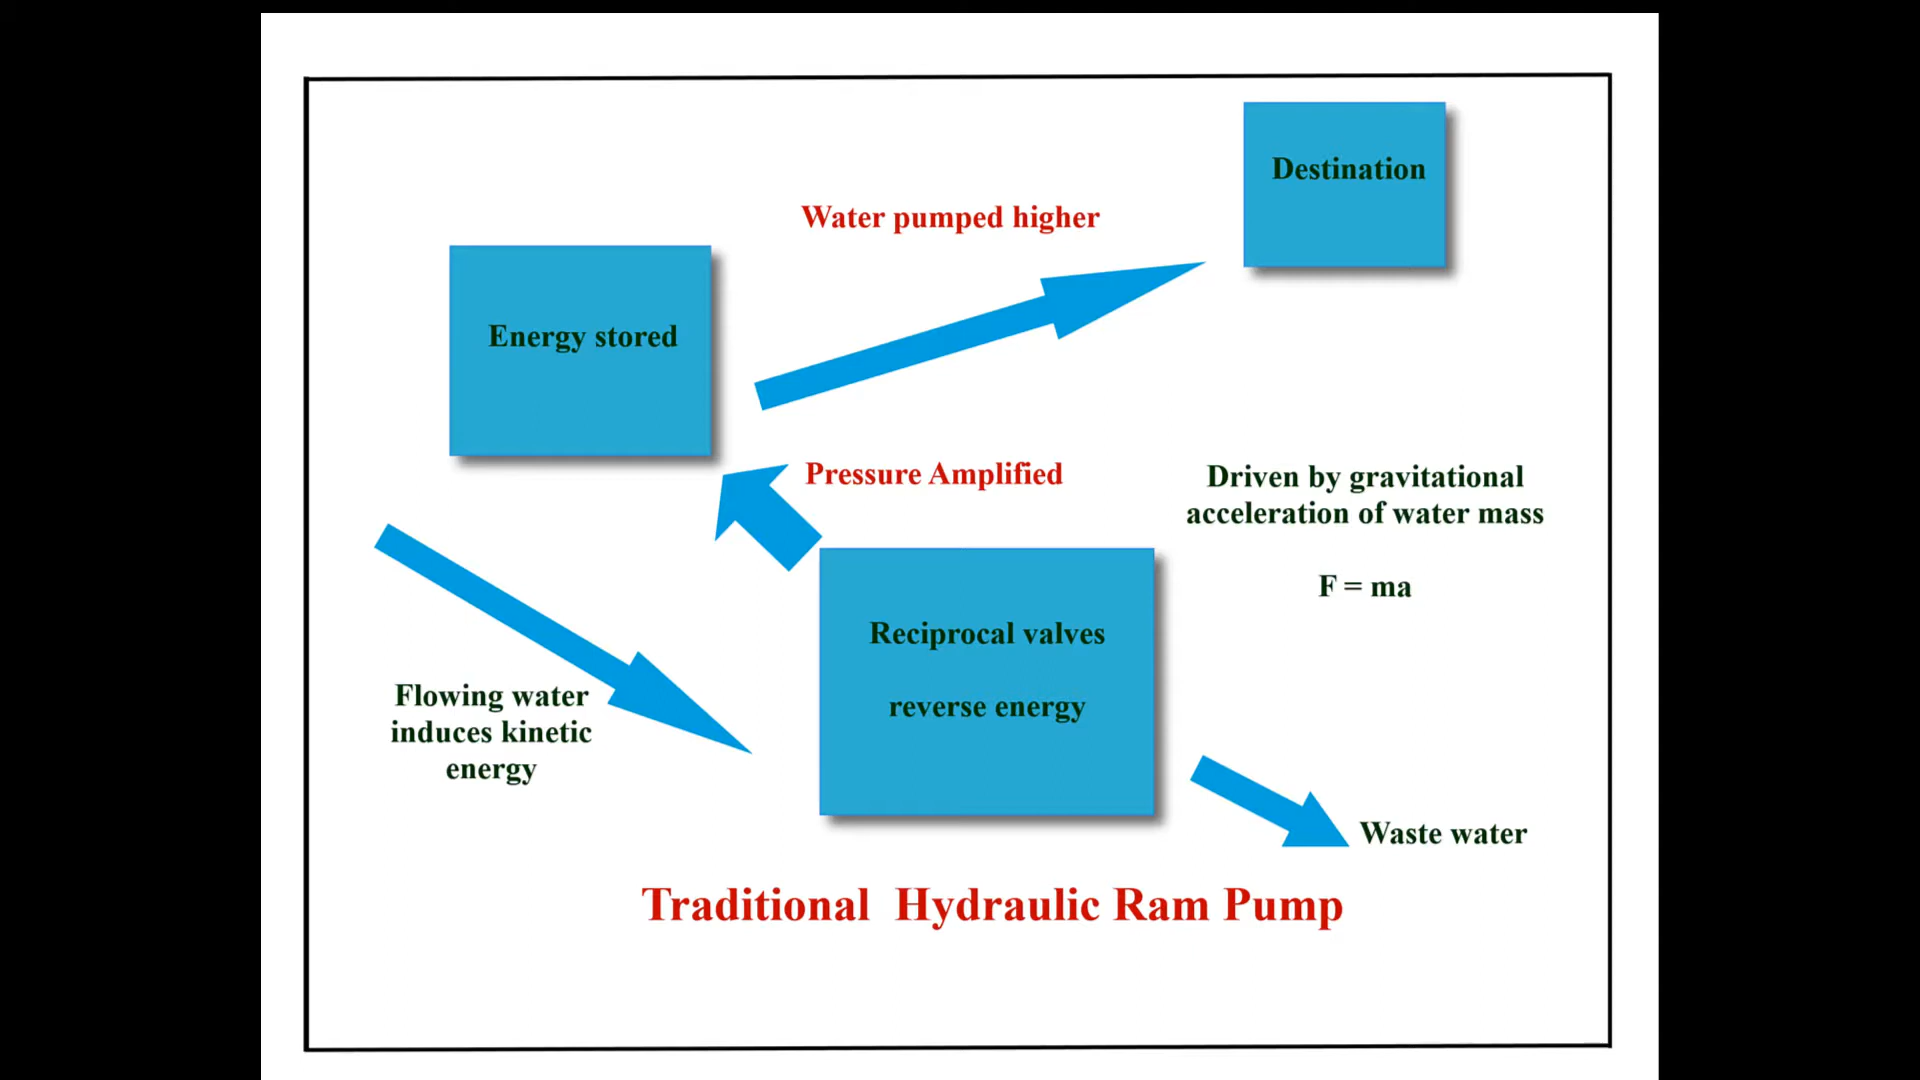 Destination
Water pumped higher
Energy stored
Pressure Amplified
Driven by gravitational
acceleration of water mass
F = ma
Reciprocal valves
reverse energy
Flowing water
induces kinetic
energy
Waste water
Traditional  Hydraulic Ram Pump